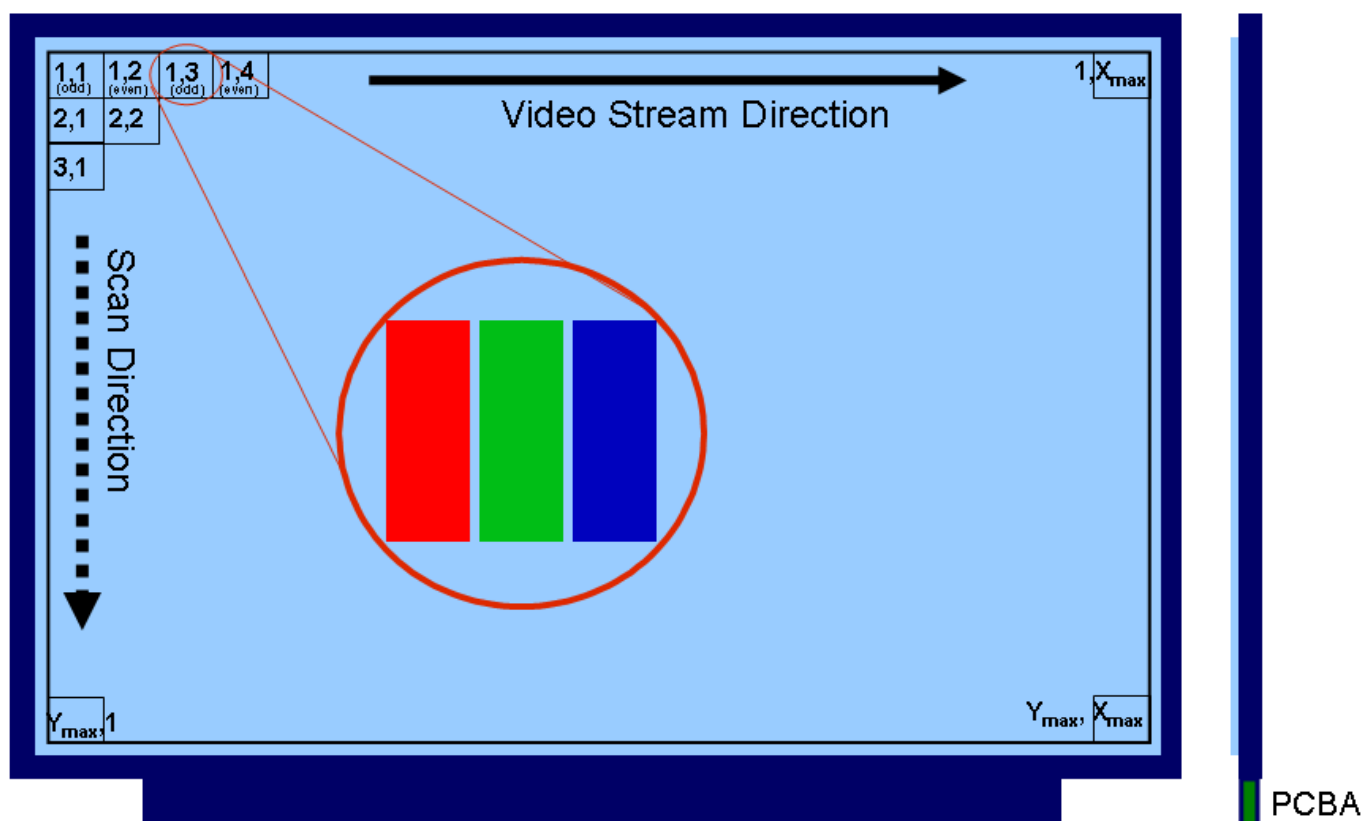 1,1 1,2 1,3 1,4 1,Xmax
(odd) (even) (odd) (even)
Video Stream Direction
2,1 2,2
3,1
Scan Direction
Ymax,1 Ymax, Xmax
PCBA